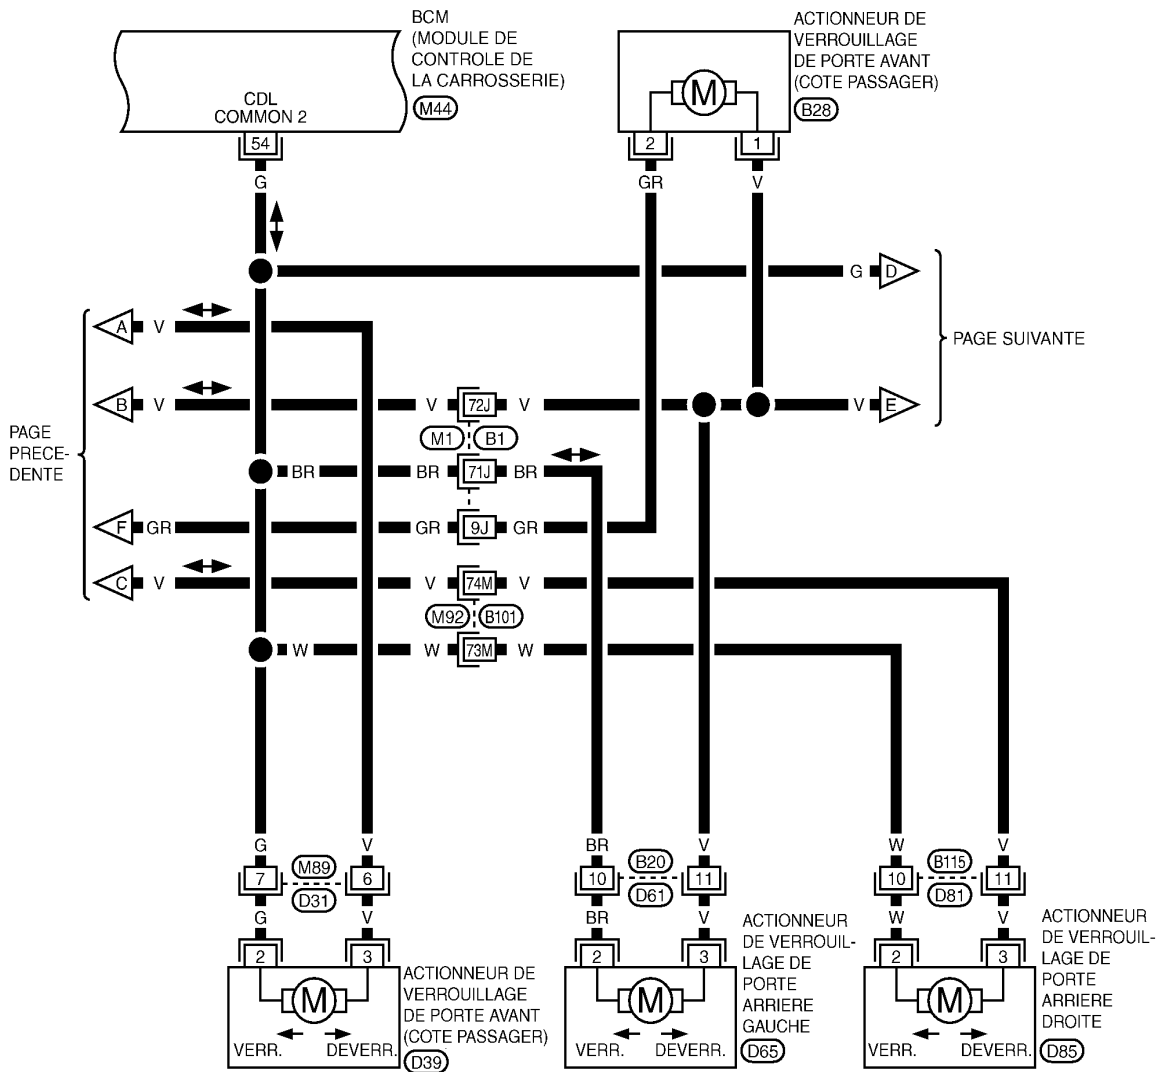 BCM
(MODULE DE
CONTROLE DE
LA CARROSSERIE)
M44
CDL
COMMON 2
54
G
ACTIONNEUR DE
VERROUILLAGE
DE PORTE AVANT
(COTE PASSAGER)
B28
M
2
1
GR
V
G
D
PAGE SUIVANTE
A
V
B
V
V
72J
V
V
E
M1
B1
PAGE
PRECE-
DENTE
BR
BR
71J
BR
F
GR
GR
9J
GR
C
V
V
74M
V
M92
B101
W
W
73M
W
G
V
BR
V
W
V
7
M89
6
D31
10
B20
11
D61
10
B115
11
D81
G
V
BR
V
W
V
2
3
M
VERR.
DEVERR.
ACTIONNEUR DE
VERROUILLAGE
DE PORTE AVANT
(COTE PASSAGER)
D39
2
3
M
VERR.
DEVERR.
ACTIONNEUR
DE VERROUIL-
LAGE DE
PORTE
ARRIERE
GAUCHE
D65
2
3
M
VERR.
DEVERR.
ACTIONNEUR
DE VERROUIL-
LAGE DE
PORTE
ARRIERE
DROITE
D85